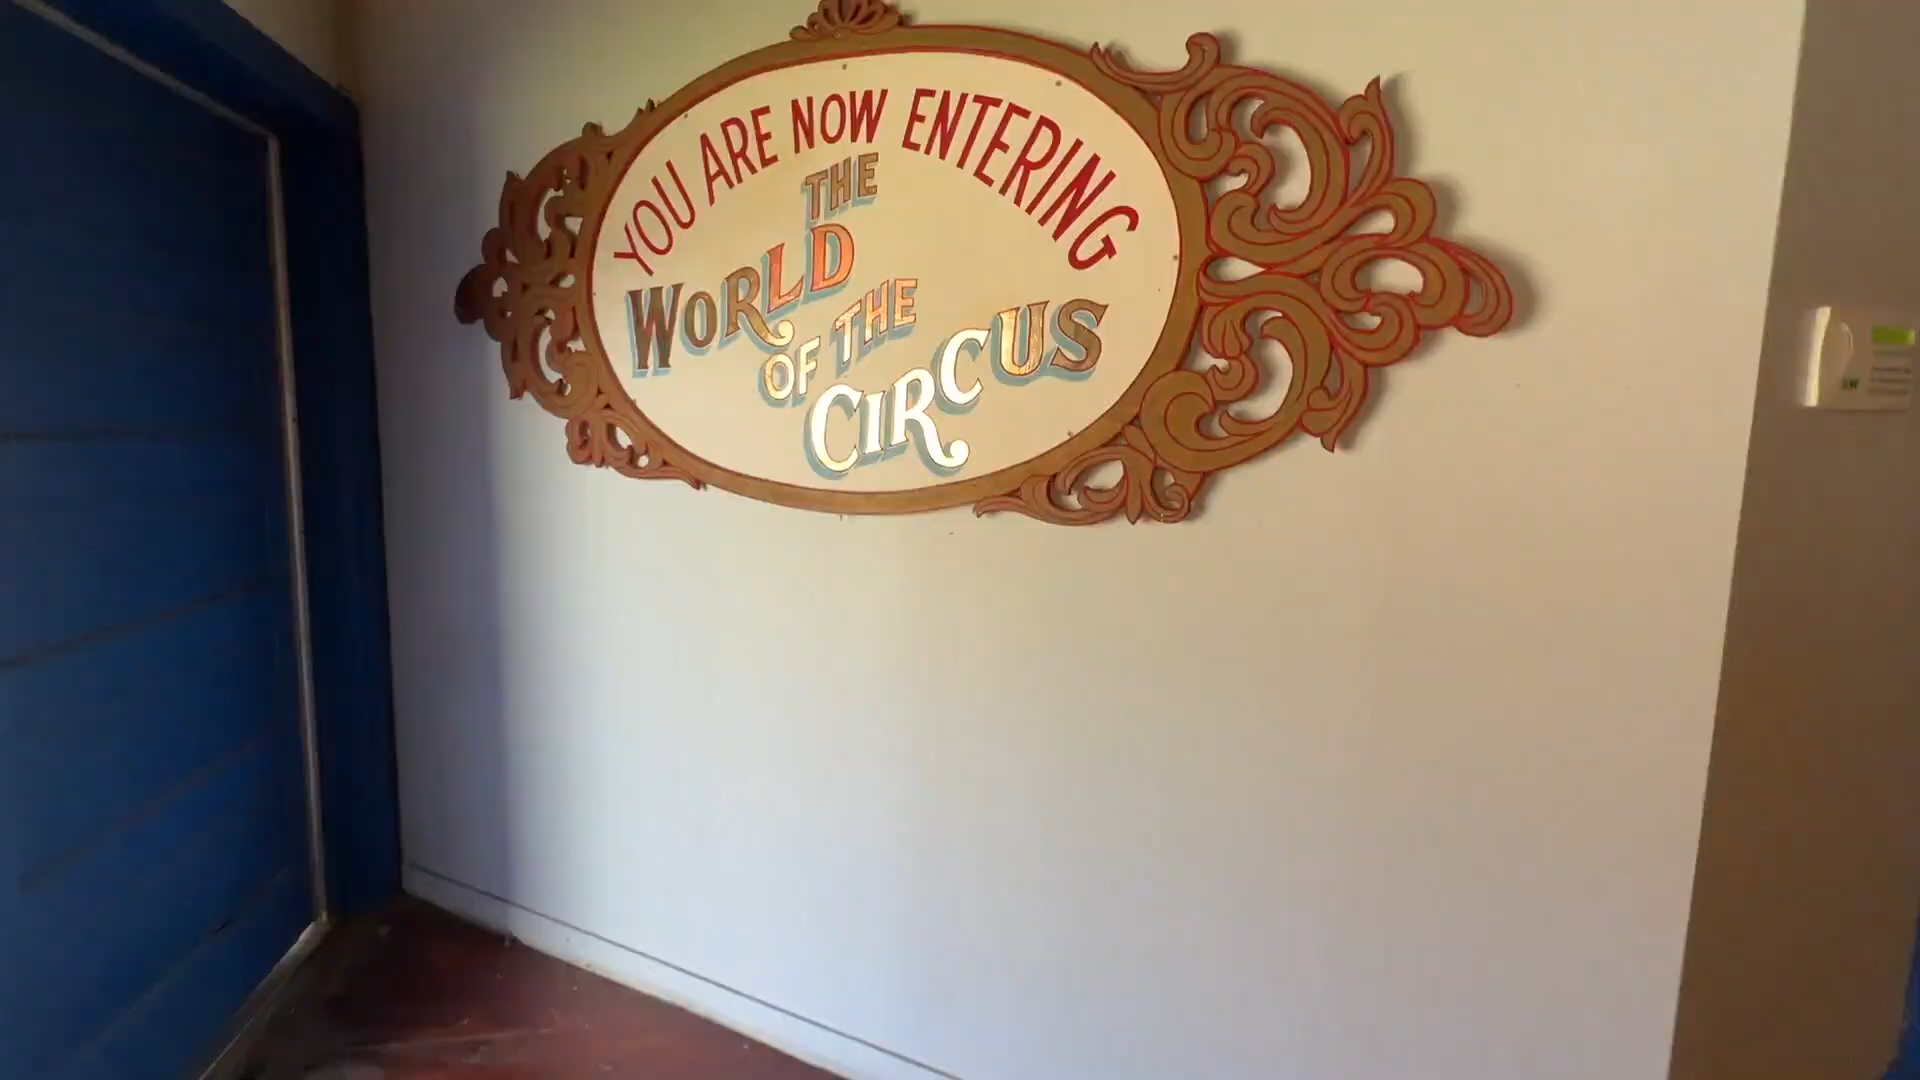 YOU ARE NOW ENTERING
THE
WORLD
OF THE
CIRCUS